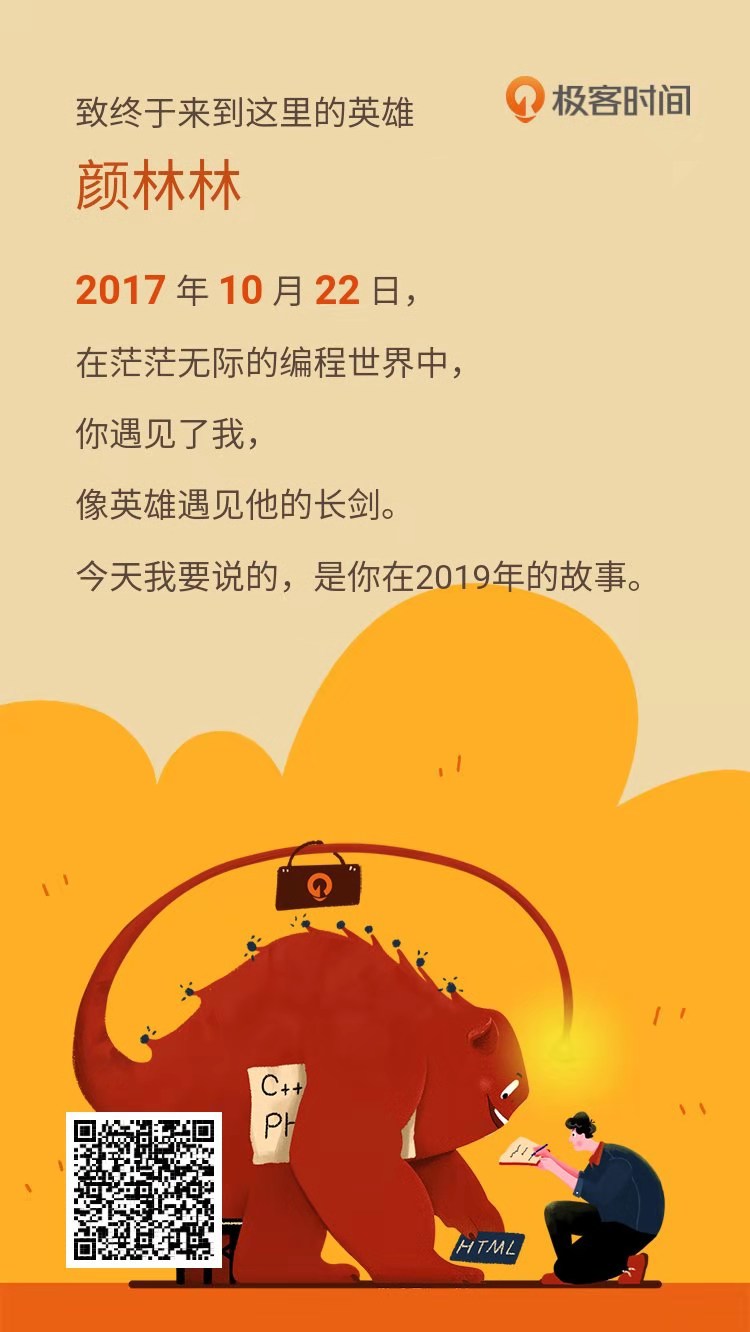 致终于来到这里的英雄
极客时间
颜林林
2017 年 10 月 22 日，
在茫茫无际的编程世界中，
你遇见了我，
像英雄遇见他的长剑。
今天我要说的，是你在2019年的故事。
C++
PH
HTML